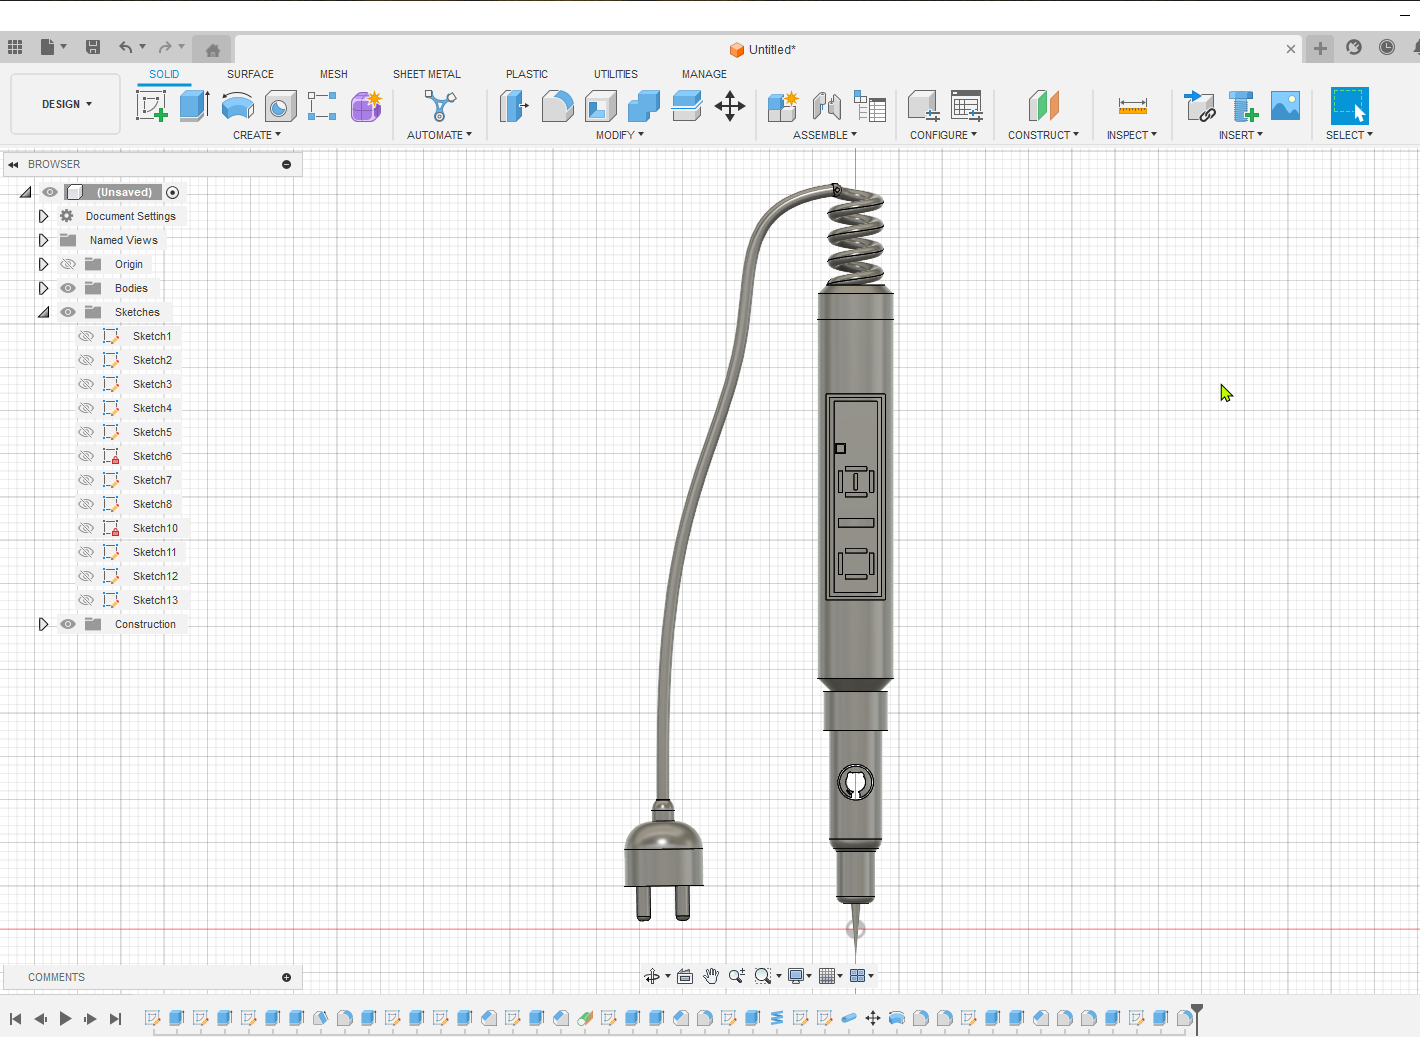 Untitled*
SOLID SURFACE MESH SHEET METAL PLASTIC UTILITIES MANAGE
DESIGN
CREATE AUTOMATE MODIFY ASSEMBLE CONFIGURE CONSTRUCT INSPECT INSERT SELECT
BROWSER
(Unsaved)
Document Settings
Named Views
Origin
Bodies
Sketches
Sketch1
Sketch2
Sketch3
Sketch4
Sketch5
Sketch6
Sketch7
Sketch8
Sketch10
Sketch11
Sketch12
Sketch13
Construction
COMMENTS